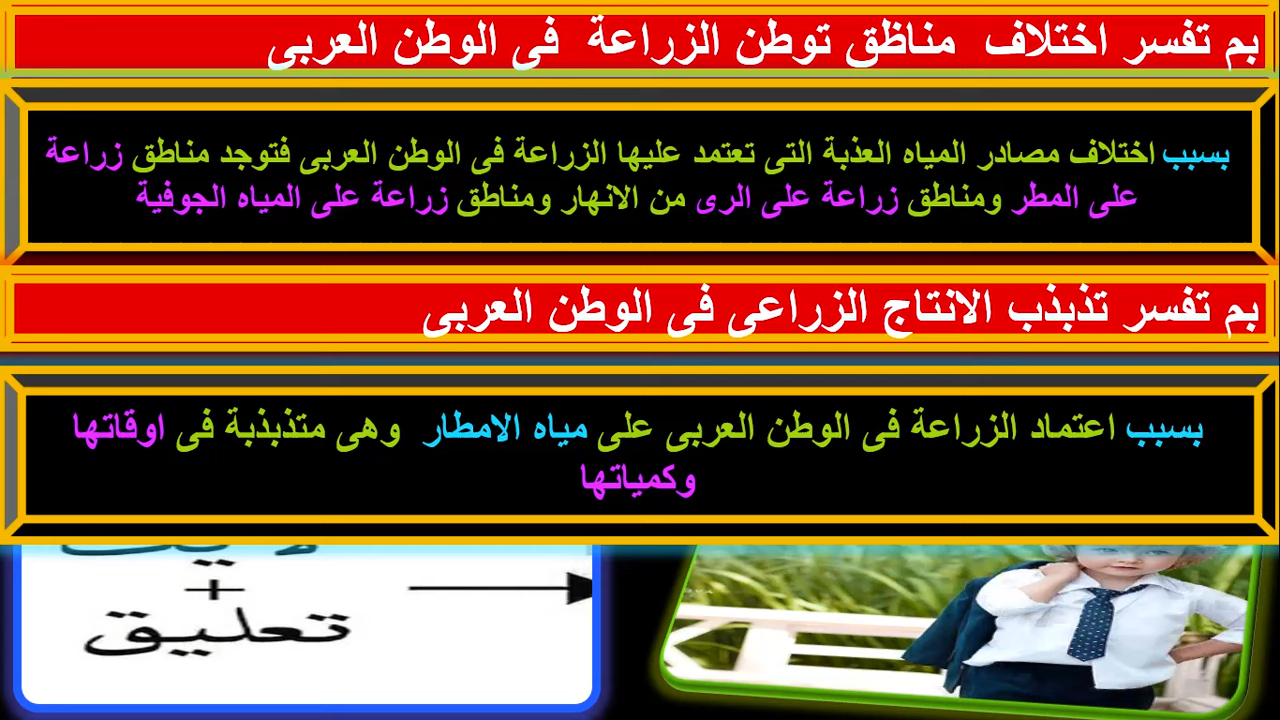 بم تفسر اختلاف مناظق توطن الزراعة فى الوطن العربى
بسبب اختلاف مصادر المياه العذبة التى تعتمد عليها الزراعة فى الوطن العربى فتوجد مناطق زراعة
على المطر ومناطق زراعة على الرى من الانهار ومناطق زراعة على المياه الجوفية
بم تفسر تذبذب الانتاج الزراعى فى الوطن العربى
بسبب اعتماد الزراعة فى الوطن العربى على مياه الامطار وهى متذبذبة فى اوقاتها
وكمياتها
+
تعليق